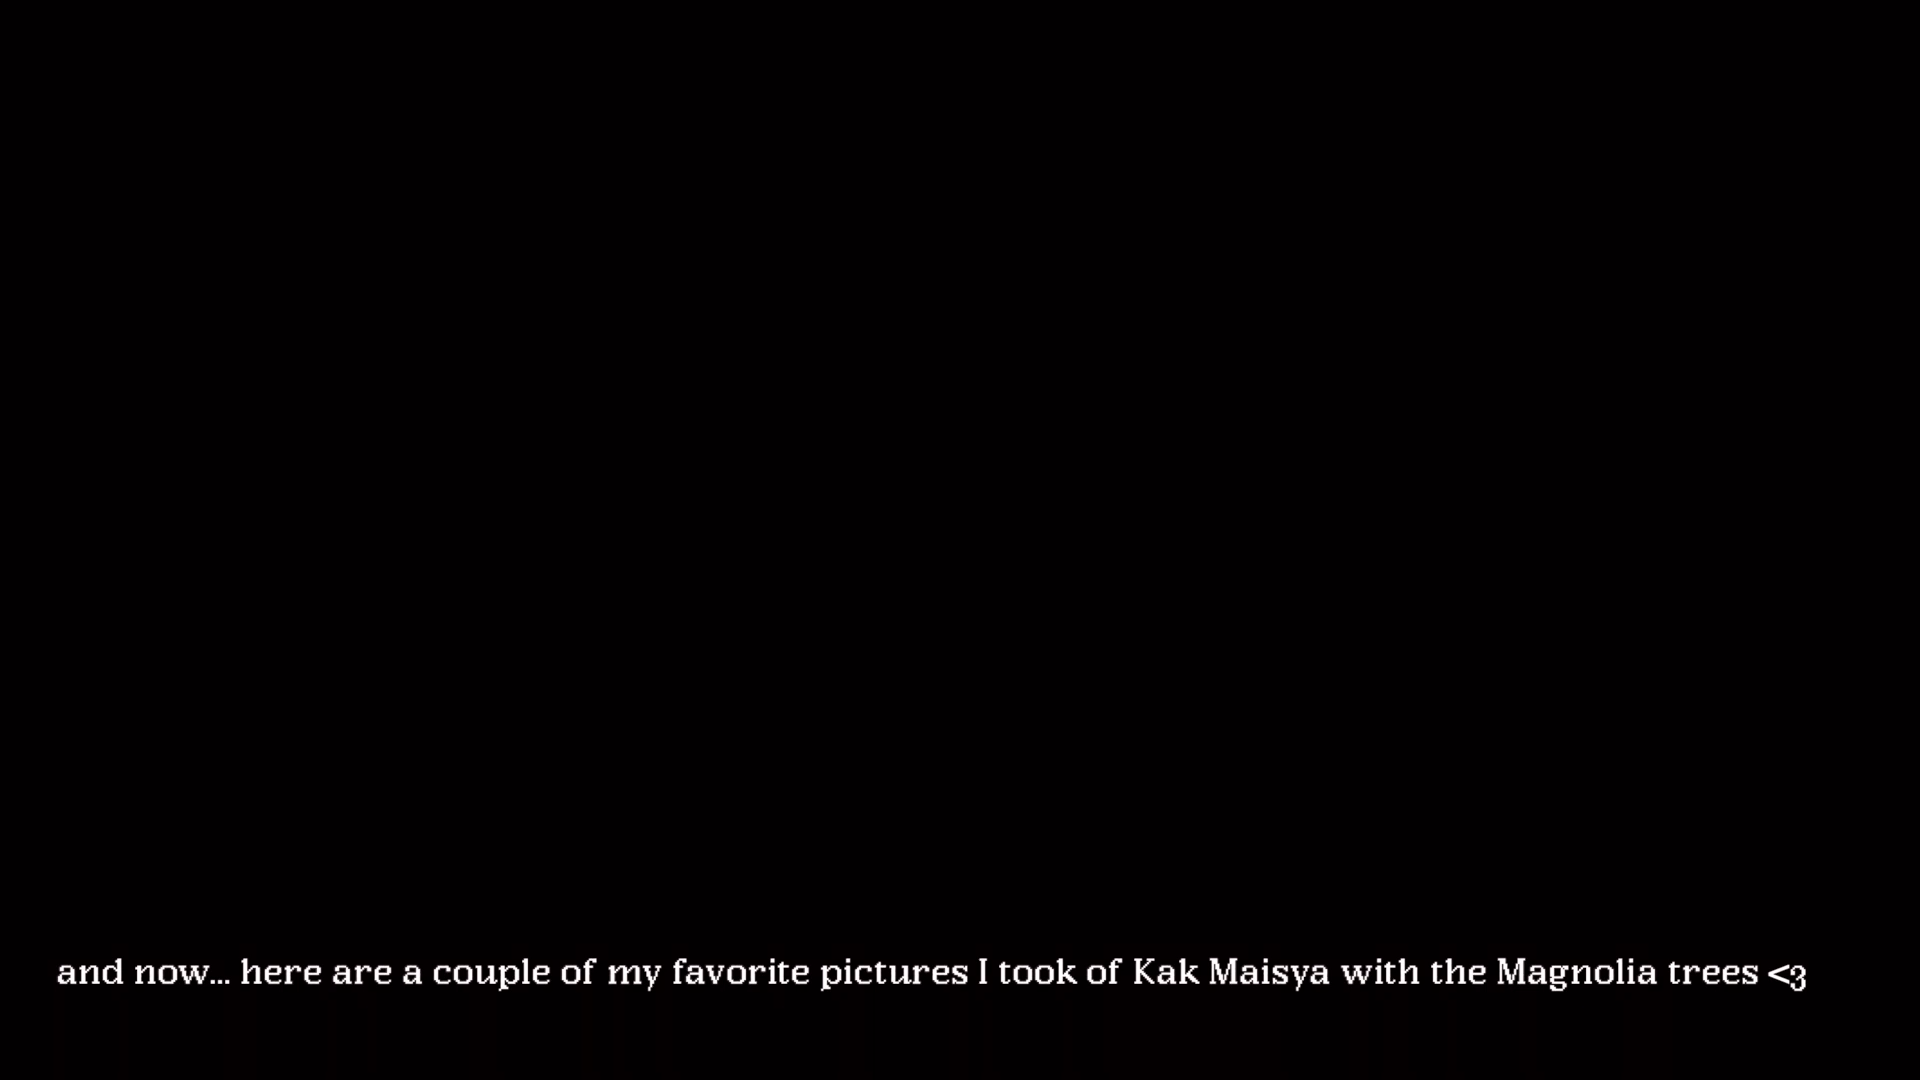 and now... here are a couple of my favorite pictures I took of Kak Maisya with the Magnolia trees <3